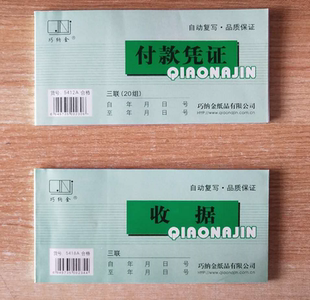 自动复写·品质保证
巧纳金®
付款凭证
QIAONAJIN
三联(20组)
自 年 月 日 号
至 年 月 日 号
巧纳金纸品有限公司
自动复写·品质保证
巧纳金®
收据
QIAONAJIN
三联
自 年 月 日 号
至 年 月 日 号
巧纳金纸品有限公司